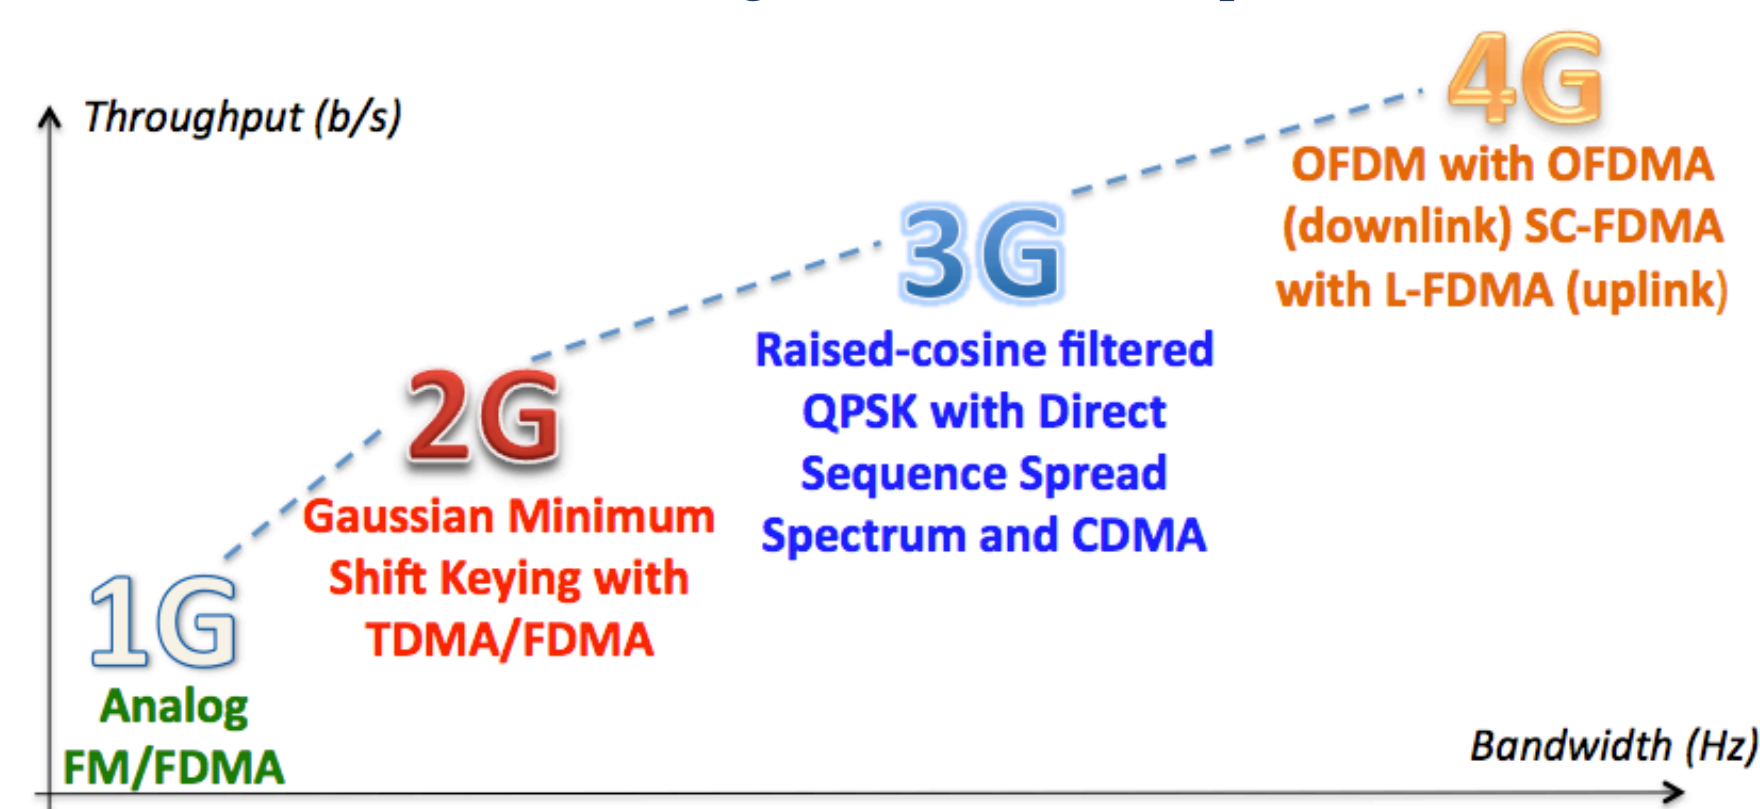 Throughput (b/s)
4G
OFDM with OFDMA
(downlink) SC-FDMA
with L-FDMA (uplink)
3G
Raised-cosine filtered
QPSK with Direct
Sequence Spread
Spectrum and CDMA
2G
Gaussian Minimum
Shift Keying with
TDMA/FDMA
1G
Analog
FM/FDMA
Bandwidth (Hz)